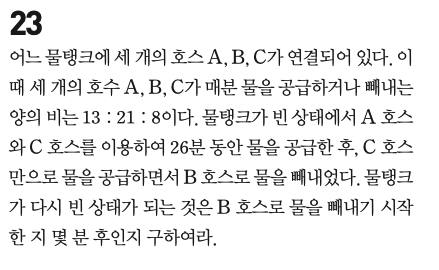 23
어느 물탱크에 세 개의 호스 A, B, C가 연결되어 있다. 이
때 세 개의 호수 A, B, C가 매분 물을 공급하거나 빼내는
양의 비는 13 : 21 : 8이다. 물탱크가 빈 상태에서 A 호스
와 C 호스를 이용하여 26분 동안 물을 공급한 후, C 호스
만으로 물을 공급하면서 B 호스로 물을 빼내었다. 물탱크
가 다시 빈 상태가 되는 것은 B 호스로 물을 빼내기 시작
한 지 몇 분 후인지 구하여라.